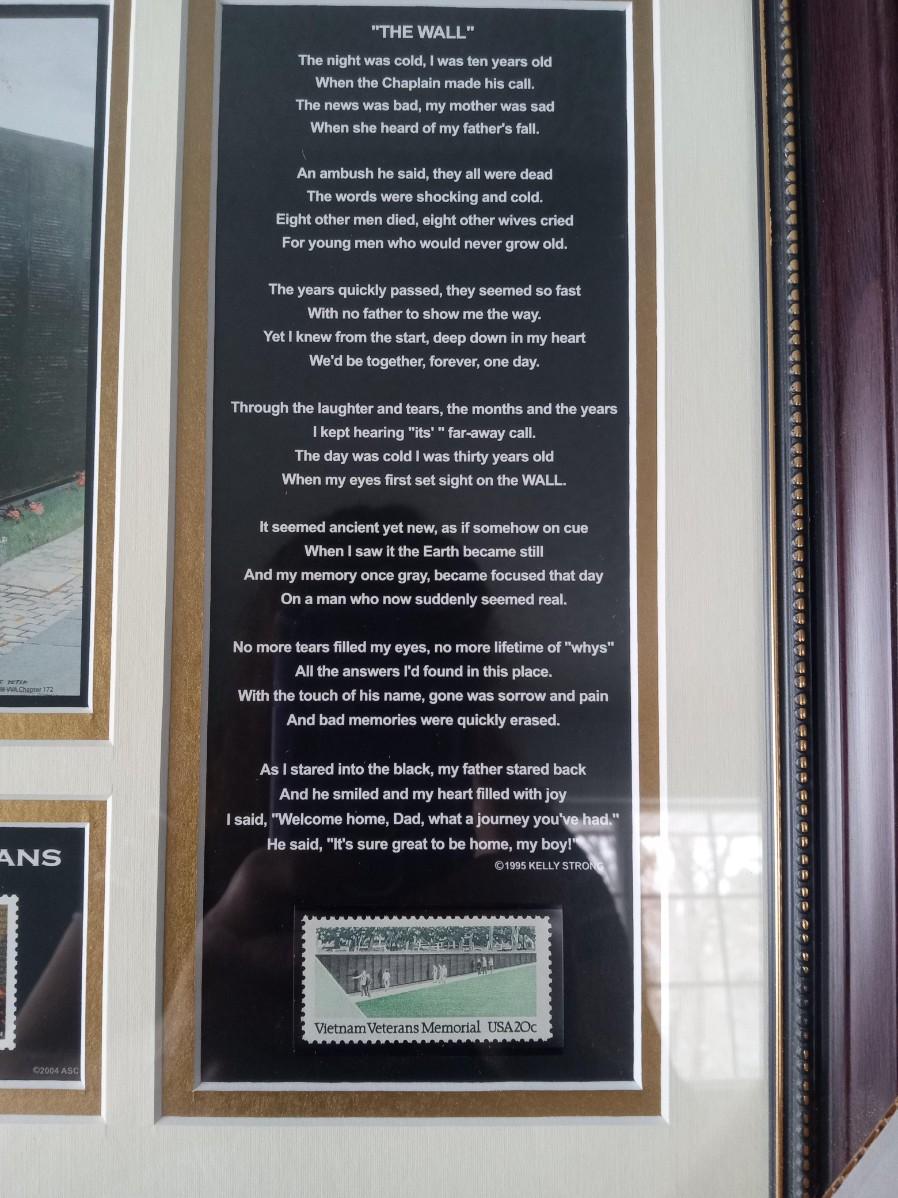 "THE WALL"
The night was cold, I was ten years old
When the Chaplain made his call.
The news was bad, my mother was sad
When she heard of my father's fall.
An ambush he said, they all were dead
The words were shocking and cold.
Eight other men died, eight other wives cried
For young men who would never grow old.
The years quickly passed, they seemed so fast
With no father to show me the way.
Yet I knew from the start, deep down in my heart
We'd be together, forever, one day.
Through the laughter and tears, the months and the years
I kept hearing "its' " far-away call.
The day was cold I was thirty years old
When my eyes first set sight on the WALL.
It seemed ancient yet new, as if somehow on cue
When I saw it the Earth became still
And my memory once gray, became focused that day
On a man who now suddenly seemed real.
No more tears filled my eyes, no more lifetime of "whys"
All the answers I'd found in this place.
With the touch of his name, gone was sorrow and pain
And bad memories were quickly erased.
As I stared into the black, my father stared back
And he smiled and my heart filled with joy
I said, "Welcome home, Dad, what a journey you've had."
He said, "It's sure great to be home, my boy!"
©1995 KELLY STRONG
Vietnam Veterans Memorial USA20c
VVA Chapter 172
ANS
©2004 ASC